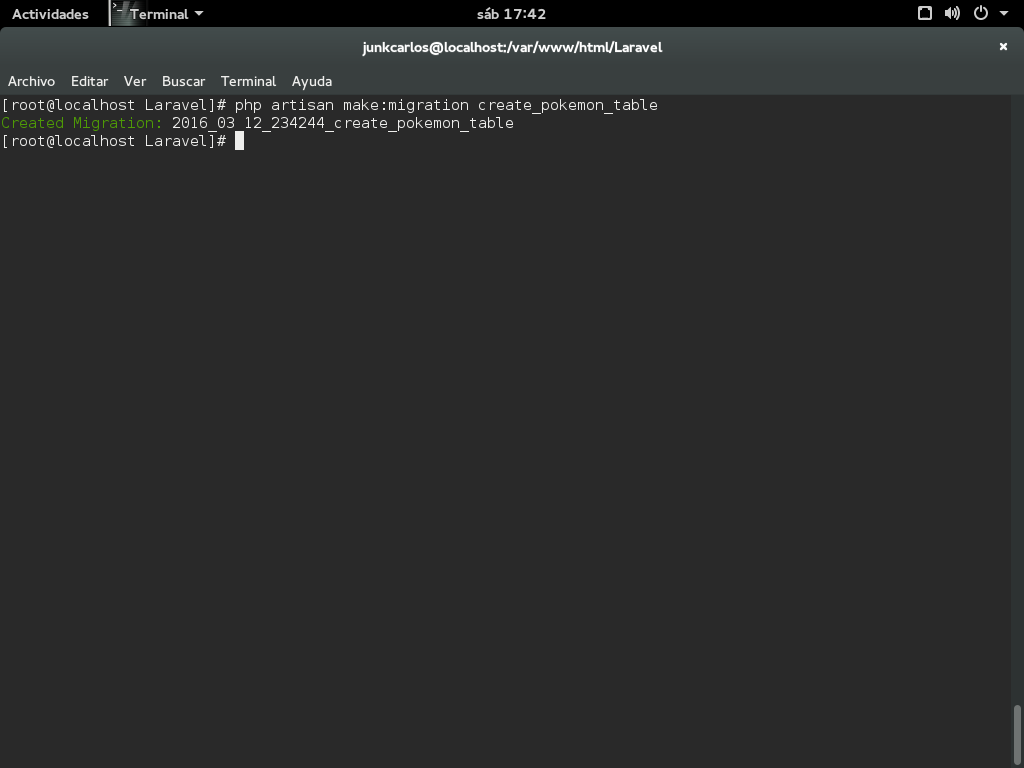 Actividades Terminal sáb 17:42
junkcarlos@localhost:/var/www/html/Laravel
Archivo Editar Ver Buscar Terminal Ayuda
[root@localhost Laravel]# php artisan make:migration create_pokemon_table
Created Migration: 2016_03_12_234244_create_pokemon_table
[root@localhost Laravel]#